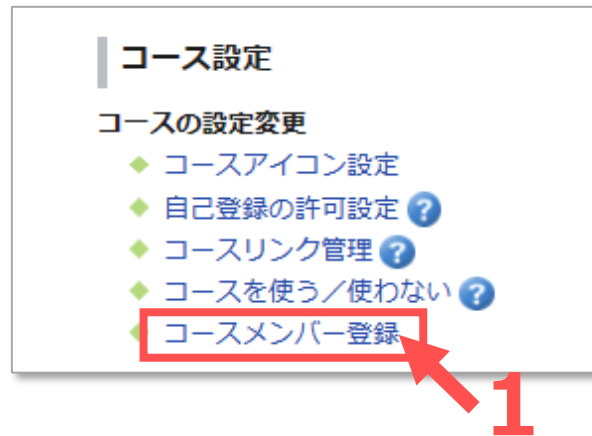 コース設定
コースの設定変更
コースアイコン設定
自己登録の許可設定 ?
コースリンク管理 ?
コースを使う／使わない ?
コースメンバー登録
1